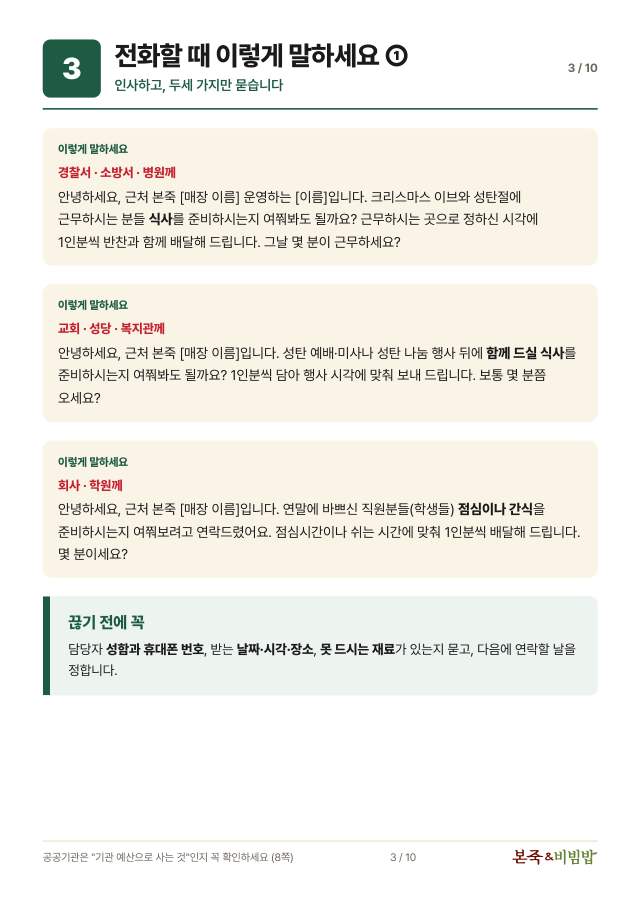 3
전화할 때 이렇게 말하세요 ①
인사하고, 두세 가지만 묻습니다
3 / 10
이렇게 말하세요
경찰서 · 소방서 · 병원께
안녕하세요, 근처 본죽 [매장 이름] 운영하는 [이름]입니다. 크리스마스 이브와 성탄절에
근무하시는 분들 식사를 준비하시는지 여쭤봐도 될까요? 근무하시는 곳으로 정하신 시각에
1인분씩 반찬과 함께 배달해 드립니다. 그날 몇 분이 근무하세요?
이렇게 말하세요
교회 · 성당 · 복지관께
안녕하세요, 근처 본죽 [매장 이름]입니다. 성탄 예배·미사나 성탄 나눔 행사 뒤에 함께 드실 식사를
준비하시는지 여쭤봐도 될까요? 1인분씩 담아 행사 시각에 맞춰 보내 드립니다. 보통 몇 분쯤
오세요?
이렇게 말하세요
회사 · 학원께
안녕하세요, 근처 본죽 [매장 이름]입니다. 연말에 바쁘신 직원분들(학생들) 점심이나 간식을
준비하시는지 여쭤보려고 연락드렸어요. 점심시간이나 쉬는 시간에 맞춰 1인분씩 배달해 드립니다.
몇 분이세요?
끊기 전에 꼭
담당자 성함과 휴대폰 번호, 받는 날짜·시각·장소, 못 드시는 재료가 있는지 묻고, 다음에 연락할 날을
정합니다.
공공기관은 "기관 예산으로 사는 것"인지 꼭 확인하세요 (8쪽)
3 / 10
본죽&비빔밥